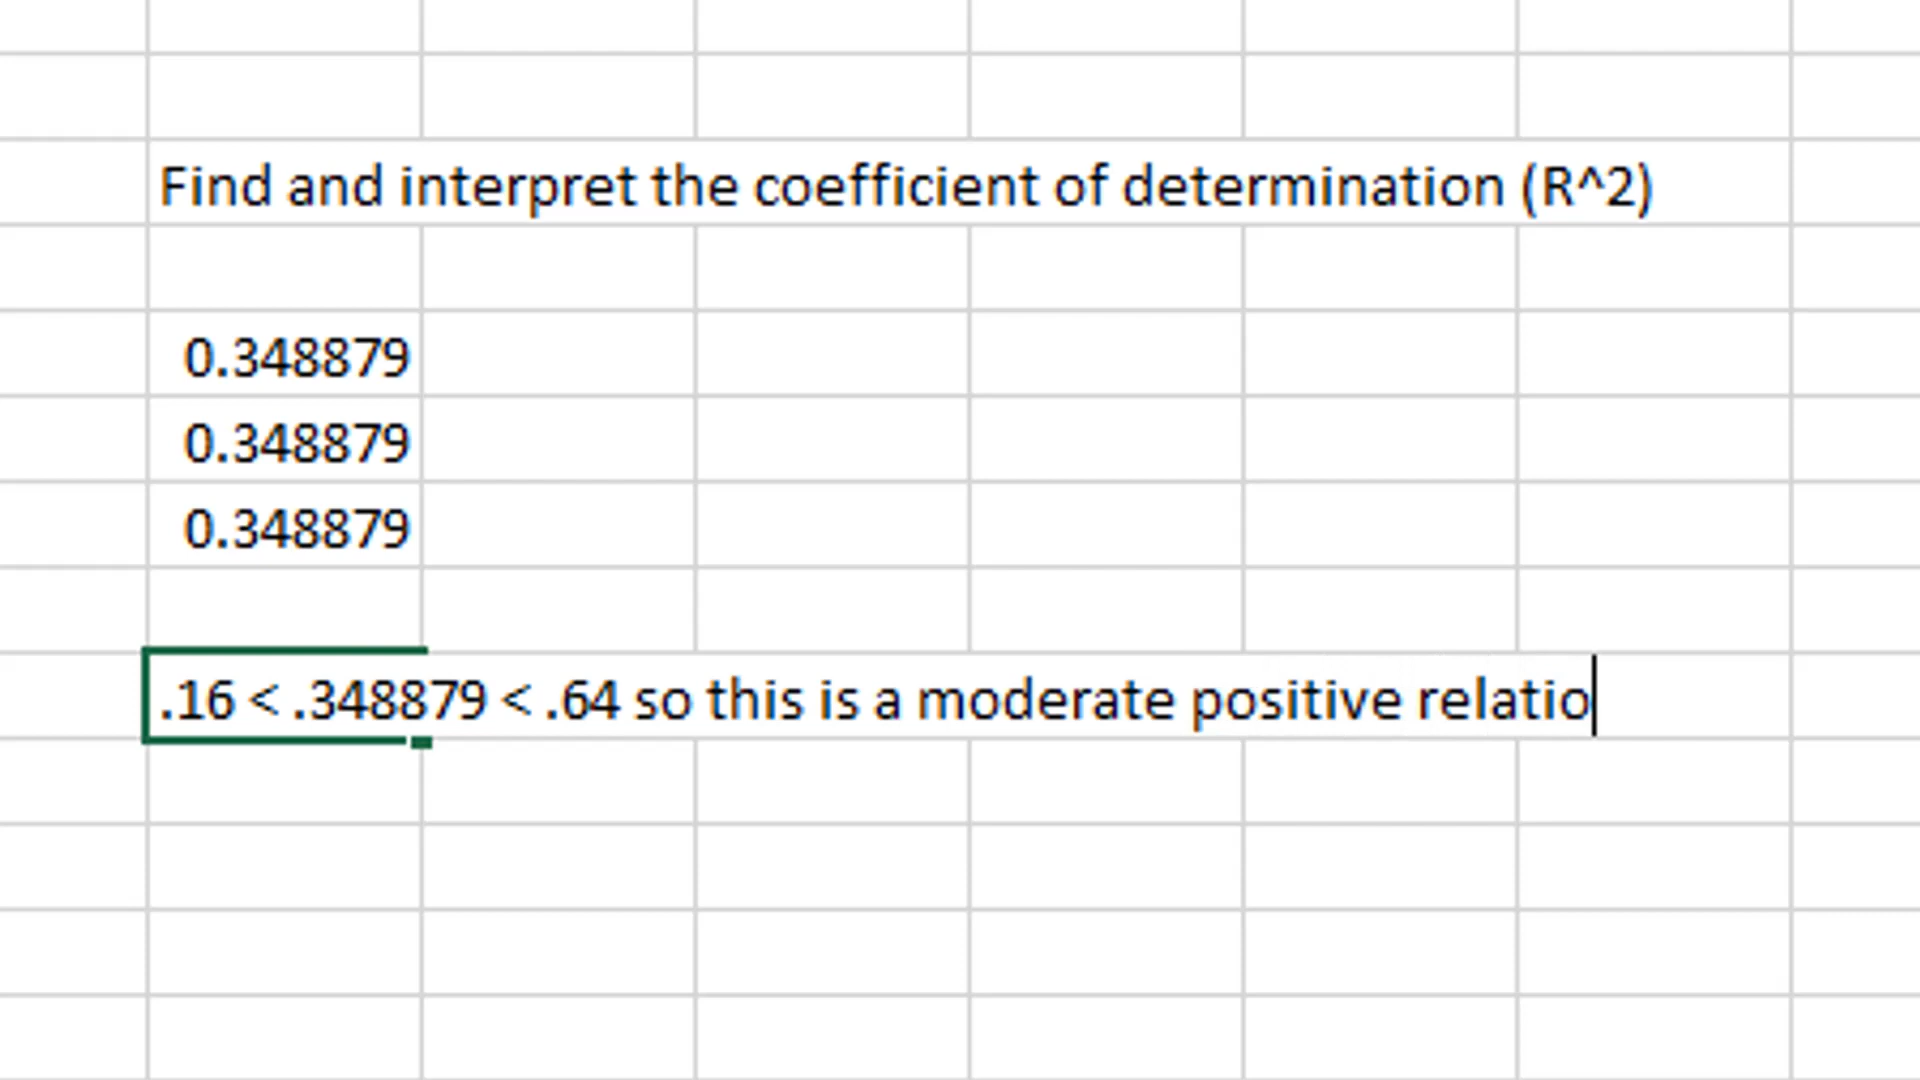 Find and interpret the coefficient of determination (R^2)
0.348879
0.348879
0.348879
.16 < .348879 < .64 so this is a moderate positive relatio